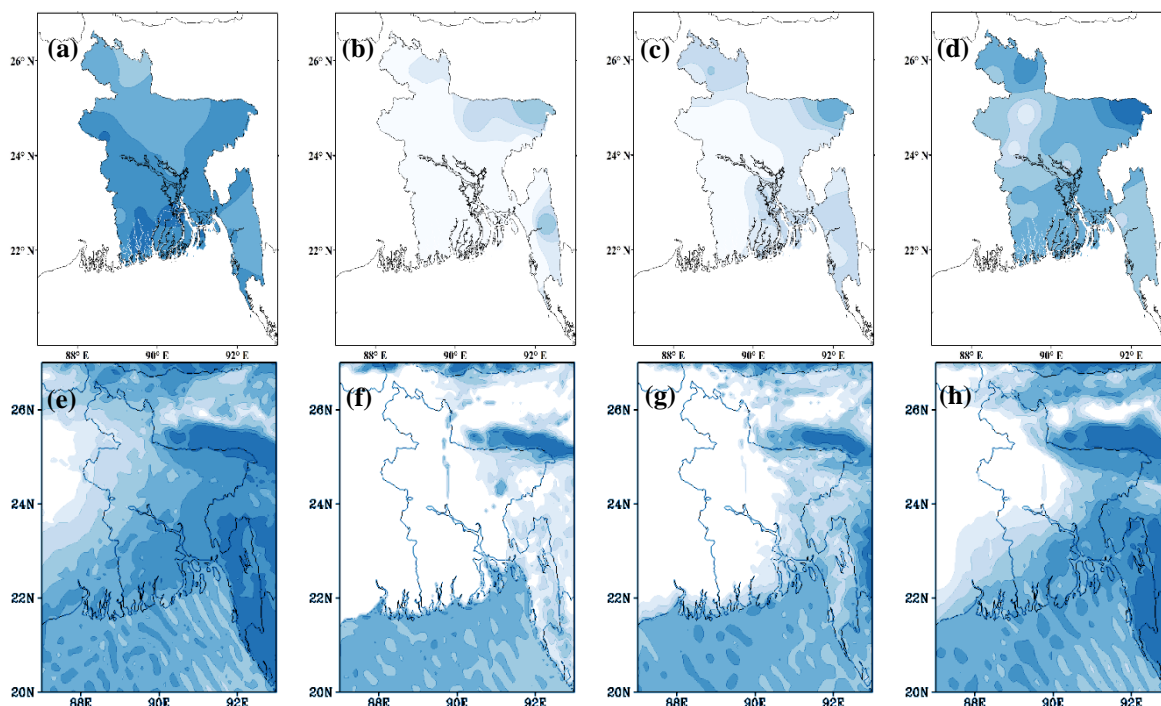 (a) (b) (c) (d)
26° N 26° N 26° N 26° N
24° N 24° N 24° N 24° N
22° N 22° N 22° N 22° N
88° E 90° E 92° E 88° E 90° E 92° E 88° E 90° E 92° E 88° E 90° E 92° E
(e) (f) (g) (h)
26N 26N 26N 26N
24N 24N 24N 24N
22N 22N 22N 22N
20N 20N 20N 20N
88E 90E 92E 88E 90E 92E 88E 90E 92E 88E 90E 92E